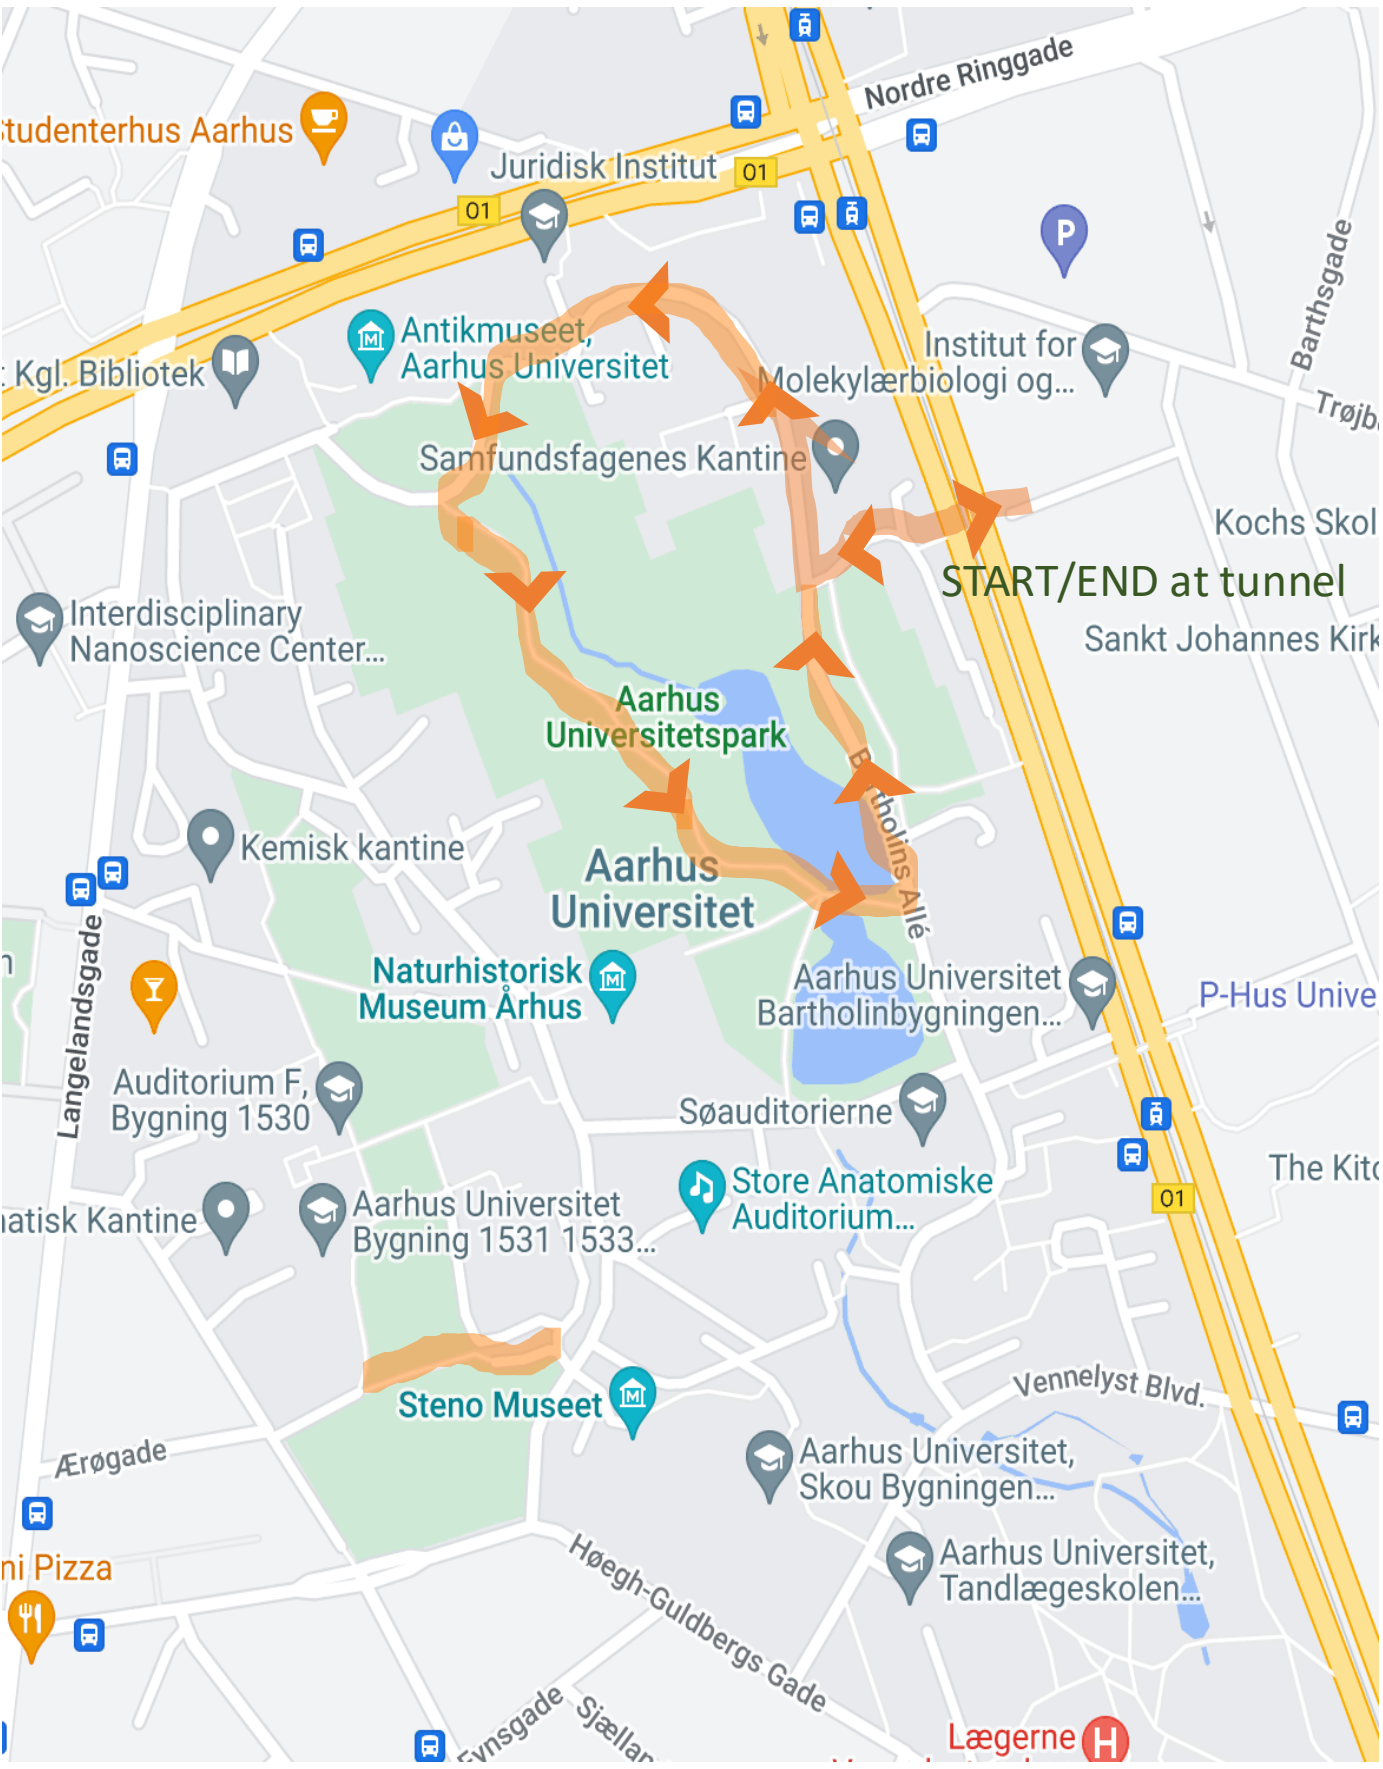 Nordre Ringgade
Studenterhus Aarhus
Juridisk Institut
01
01
Barthsgade
Antikmuseet,
Aarhus Universitet
Institut for
Molekylærbiologi og...
Kgl. Bibliotek
P
Samfundsfagenes Kantine
Kochs Skol
START/END at tunnel
Interdisciplinary
Nanoscience Center...
Sankt Johannes Kirk
Aarhus
Universitetspark
Bartholins Allé
Kemisk kantine
Aarhus
Universitet
Langelandsgade
Naturhistorisk
Museum Århus
Aarhus Universitet
Bartholinbygningen...
P-Hus Unive
Auditorium F,
Bygning 1530
Søauditorierne
Store Anatomiske
Auditorium...
The Kitc
01
atisk Kantine
Aarhus Universitet
Bygning 1531 1533...
Vennelyst Blvd.
Steno Museet
Ærøgade
Aarhus Universitet,
Skou Bygningen...
Aarhus Universitet,
Tandlægeskolen...
ni Pizza
Høegh-Guldbergs Gade
Fynsgade
Sjællan
Lægerne
H